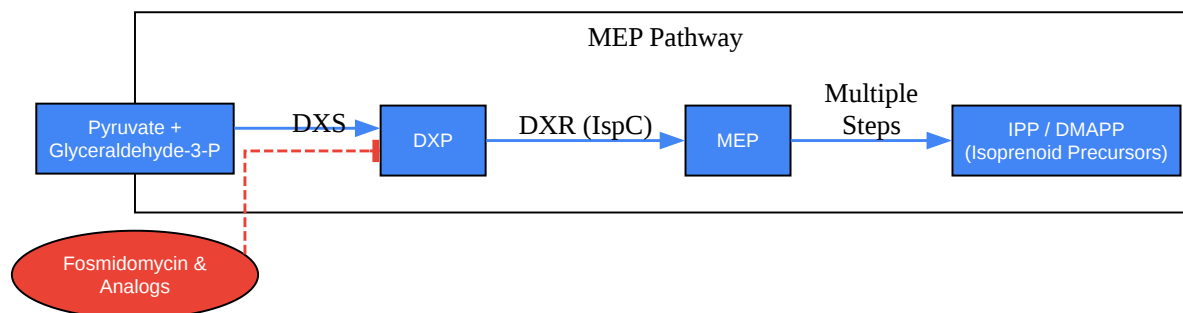 MEP Pathway
Pyruvate +
Glyceraldehyde-3-P
DXS
DXP
DXR (IspC)
MEP
Multiple
Steps
IPP / DMAPP
(Isoprenoid Precursors)
Fosmidomycin &
Analogs